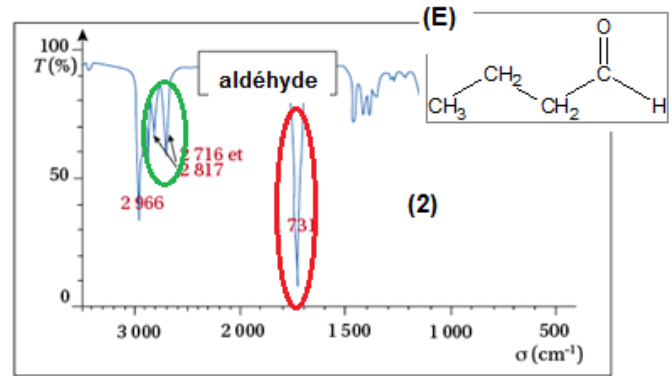 (E)
100
T (%)
aldéhyde
O
CH2
C
CH3
CH2
H
50
2 716 et
2 817
2 966
731
(2)
0
3 000
2 000
1 500
1 000
500
σ (cm-1)